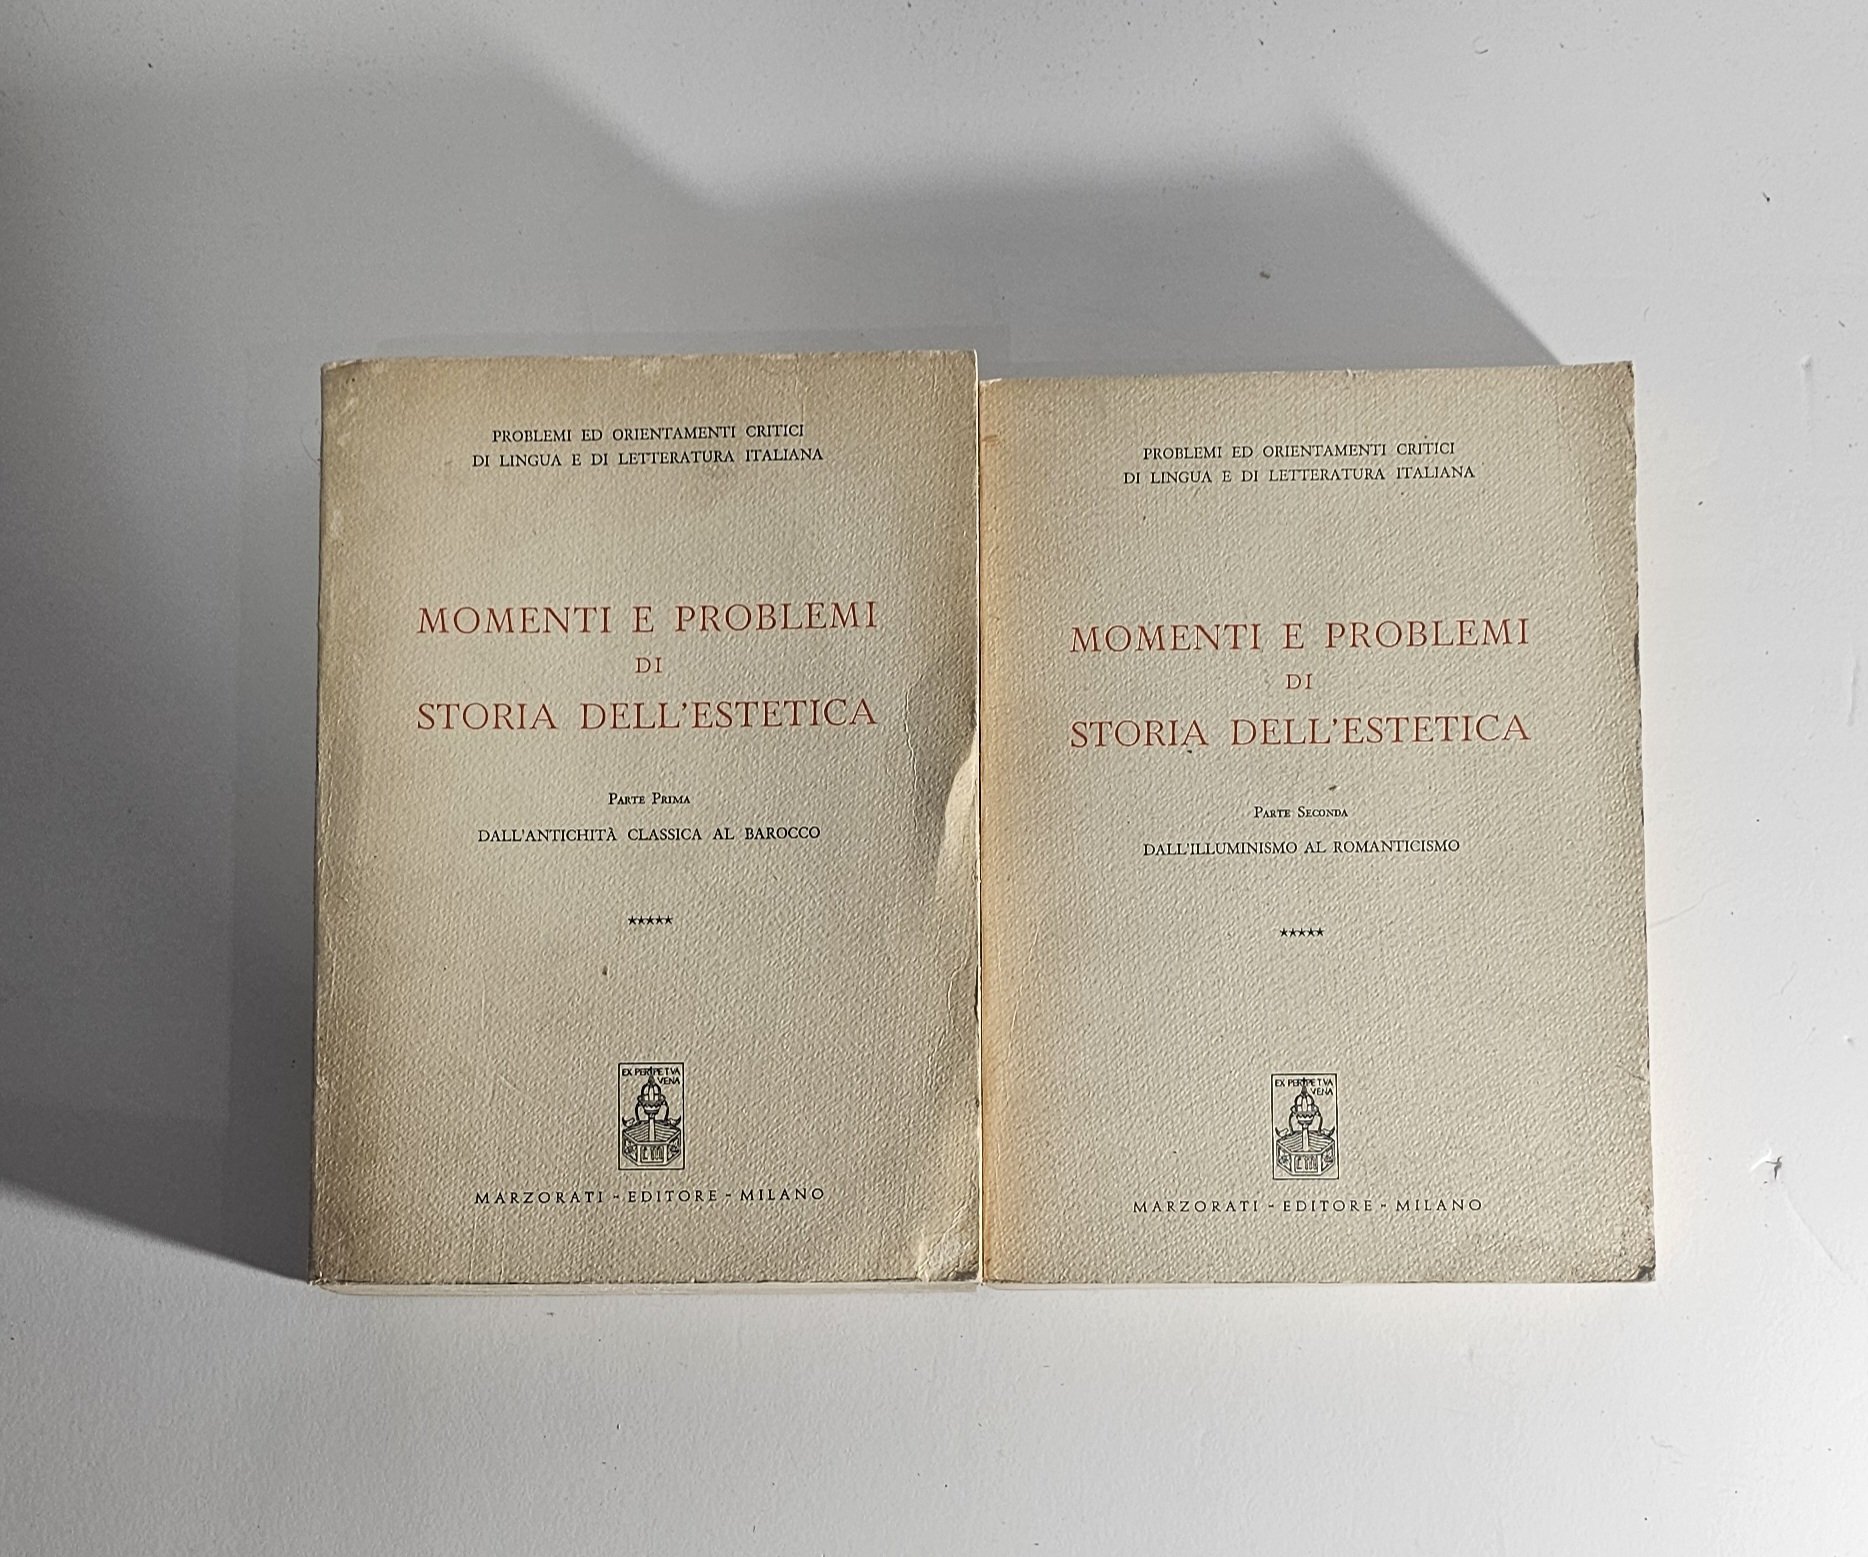 PROBLEMI ED ORIENTAMENTI CRITICI
DI LINGUA E DI LETTERATURA ITALIANA
MOMENTI E PROBLEMI
DI
STORIA DELL'ESTETICA
PARTE PRIMA
DALL'ANTICHITÀ CLASSICA AL BAROCCO
★★★★★
EX PERPETVA
VENA
MARZORATI - EDITORE - MILANO
PROBLEMI ED ORIENTAMENTI CRITICI
DI LINGUA E DI LETTERATURA ITALIANA
MOMENTI E PROBLEMI
DI
STORIA DELL'ESTETICA
PARTE SECONDA
DALL'ILLUMINISMO AL ROMANTICISMO
★★★★★
EX PERPETVA
VENA
MARZORATI - EDITORE - MILANO